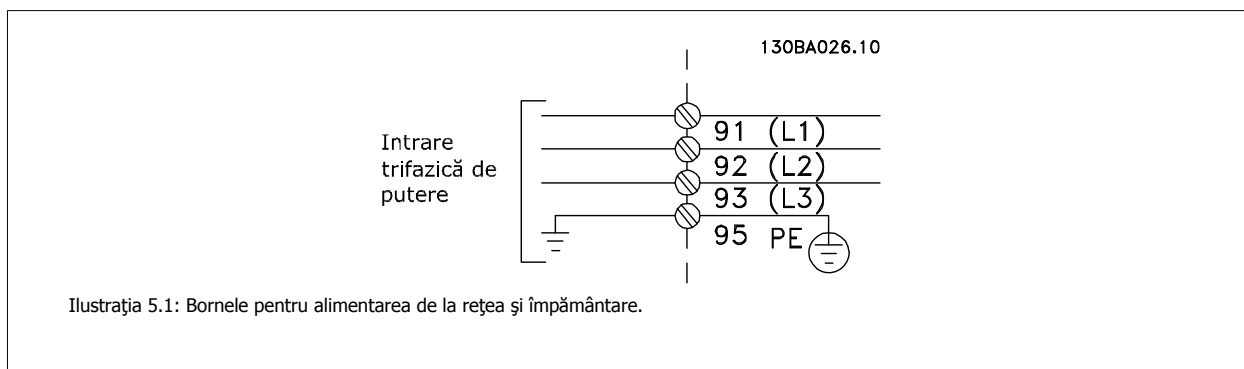 130BA026.10
Intrare
trifazică de
putere
91 (L1)
92 (L2)
93 (L3)
95 PE
Ilustraţia 5.1: Bornele pentru alimentarea de la reţea şi împământare.